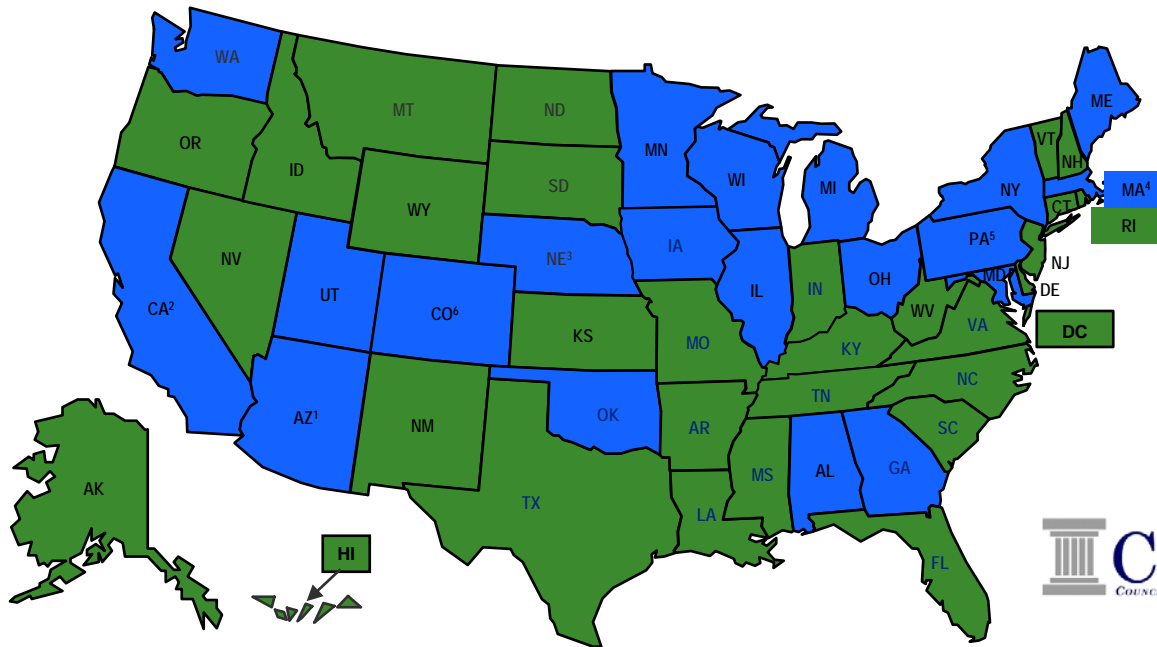 WA
MT
ND
ME
OR
ID
MN
VT
NH
SD
WI
MI
NY
MA⁴
WY
CT
RI
IA
PA⁵
NE³
NV
NJ
UT
IL
IN
OH
MD
DE
CA²
CO⁶
WV
VA
DC
KS
MO
KY
NC
TN
AZ¹
NM
OK
AR
SC
MS
AL
GA
AK
TX
LA
HI
FL
C
COUNC